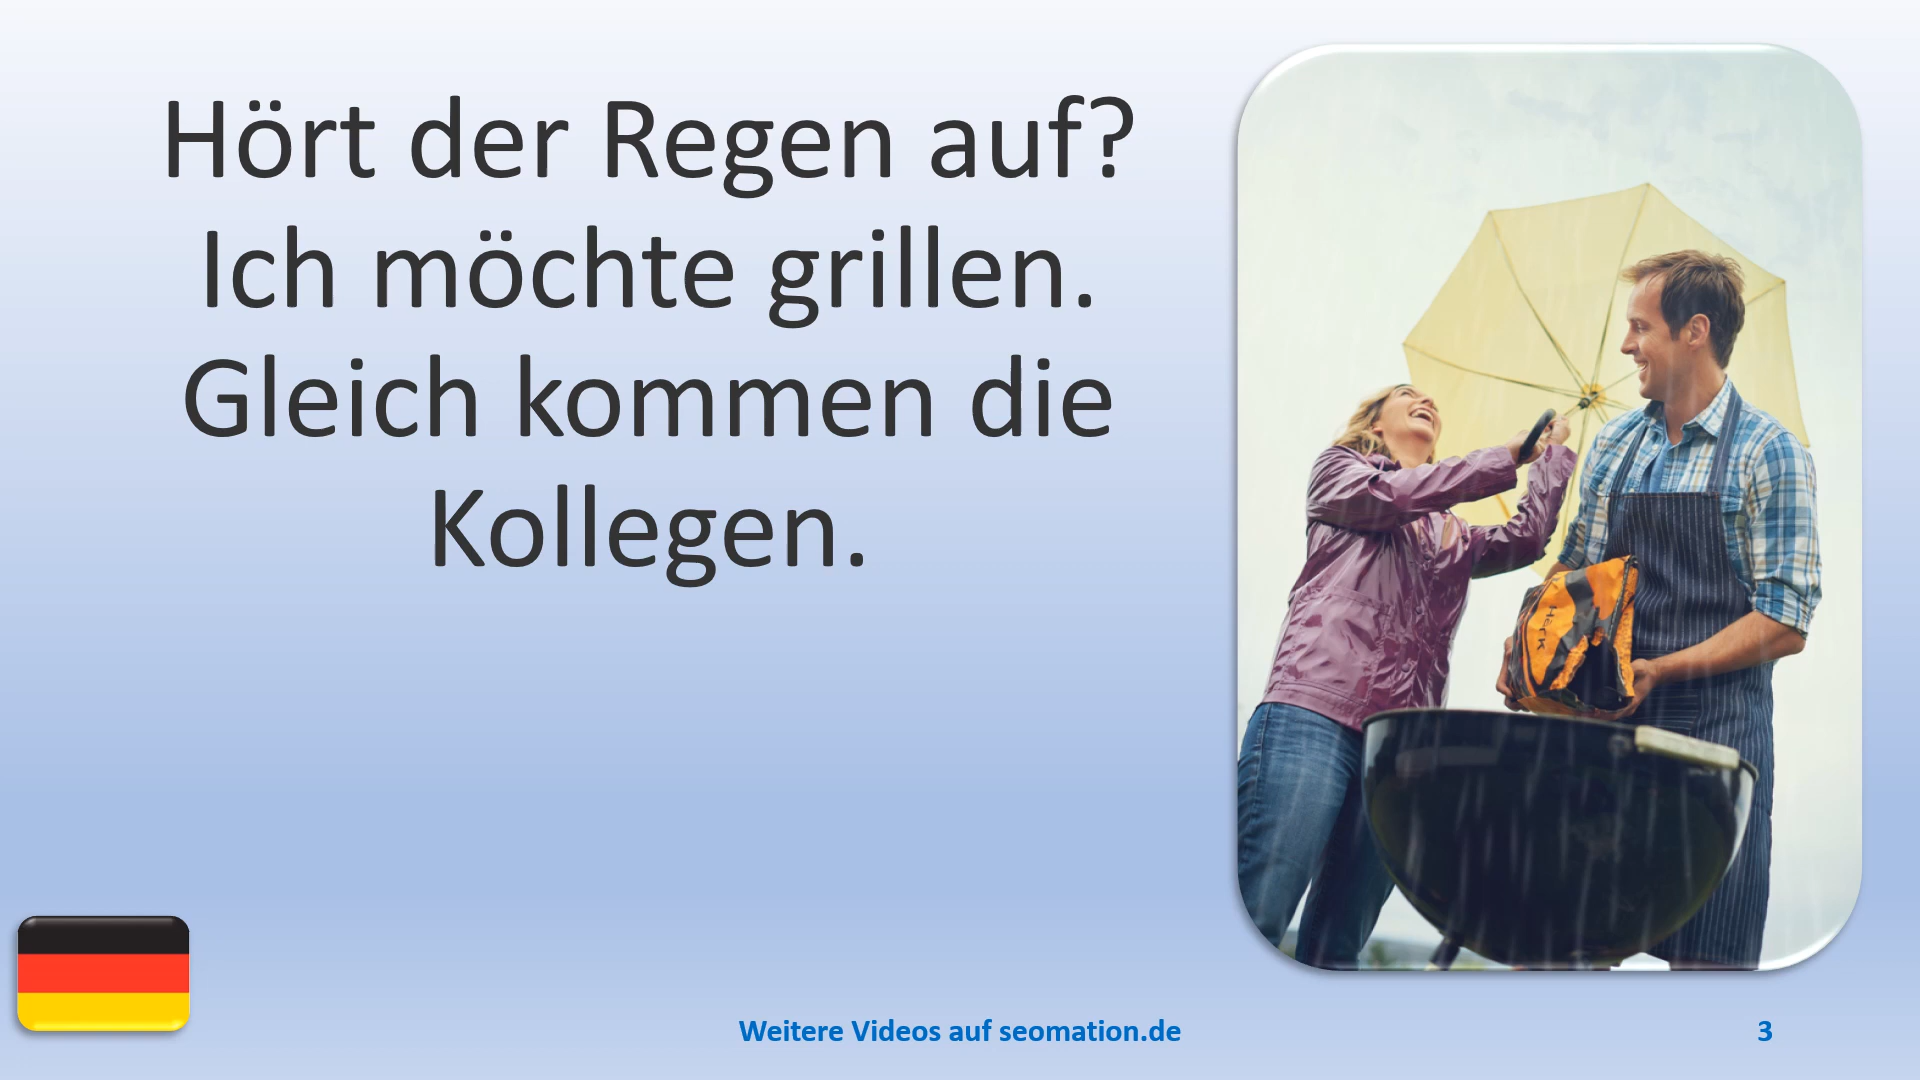 Hört der Regen auf?
Ich möchte grillen.
Gleich kommen die
Kollegen.
Weitere Videos auf seomation.de
3